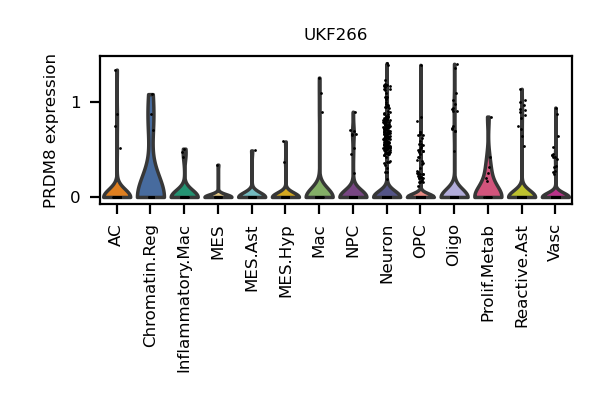 UKF266
PRDM8 expression
1
0
AC
Chromatin.Reg
Inflammatory.Mac
MES
MES.Ast
MES.Hyp
Mac
NPC
Neuron
OPC
Oligo
Prolif.Metab
Reactive.Ast
Vasc